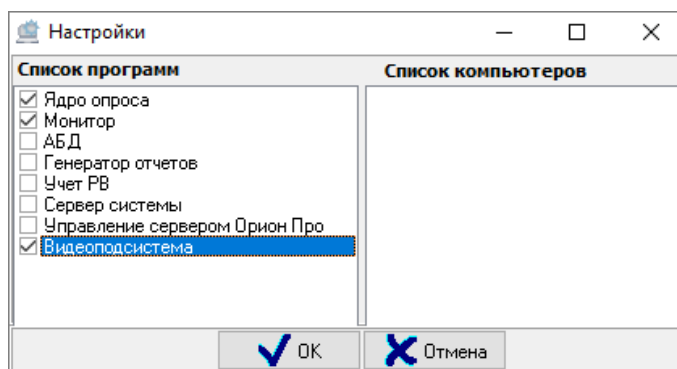 Настройки
Список программ
Список компьютеров
Ядро опроса
Монитор
АБД
Генератор отчетов
Учет РВ
Сервер системы
Управление сервером Орион Про
Видеоподсистема
OK
Отмена